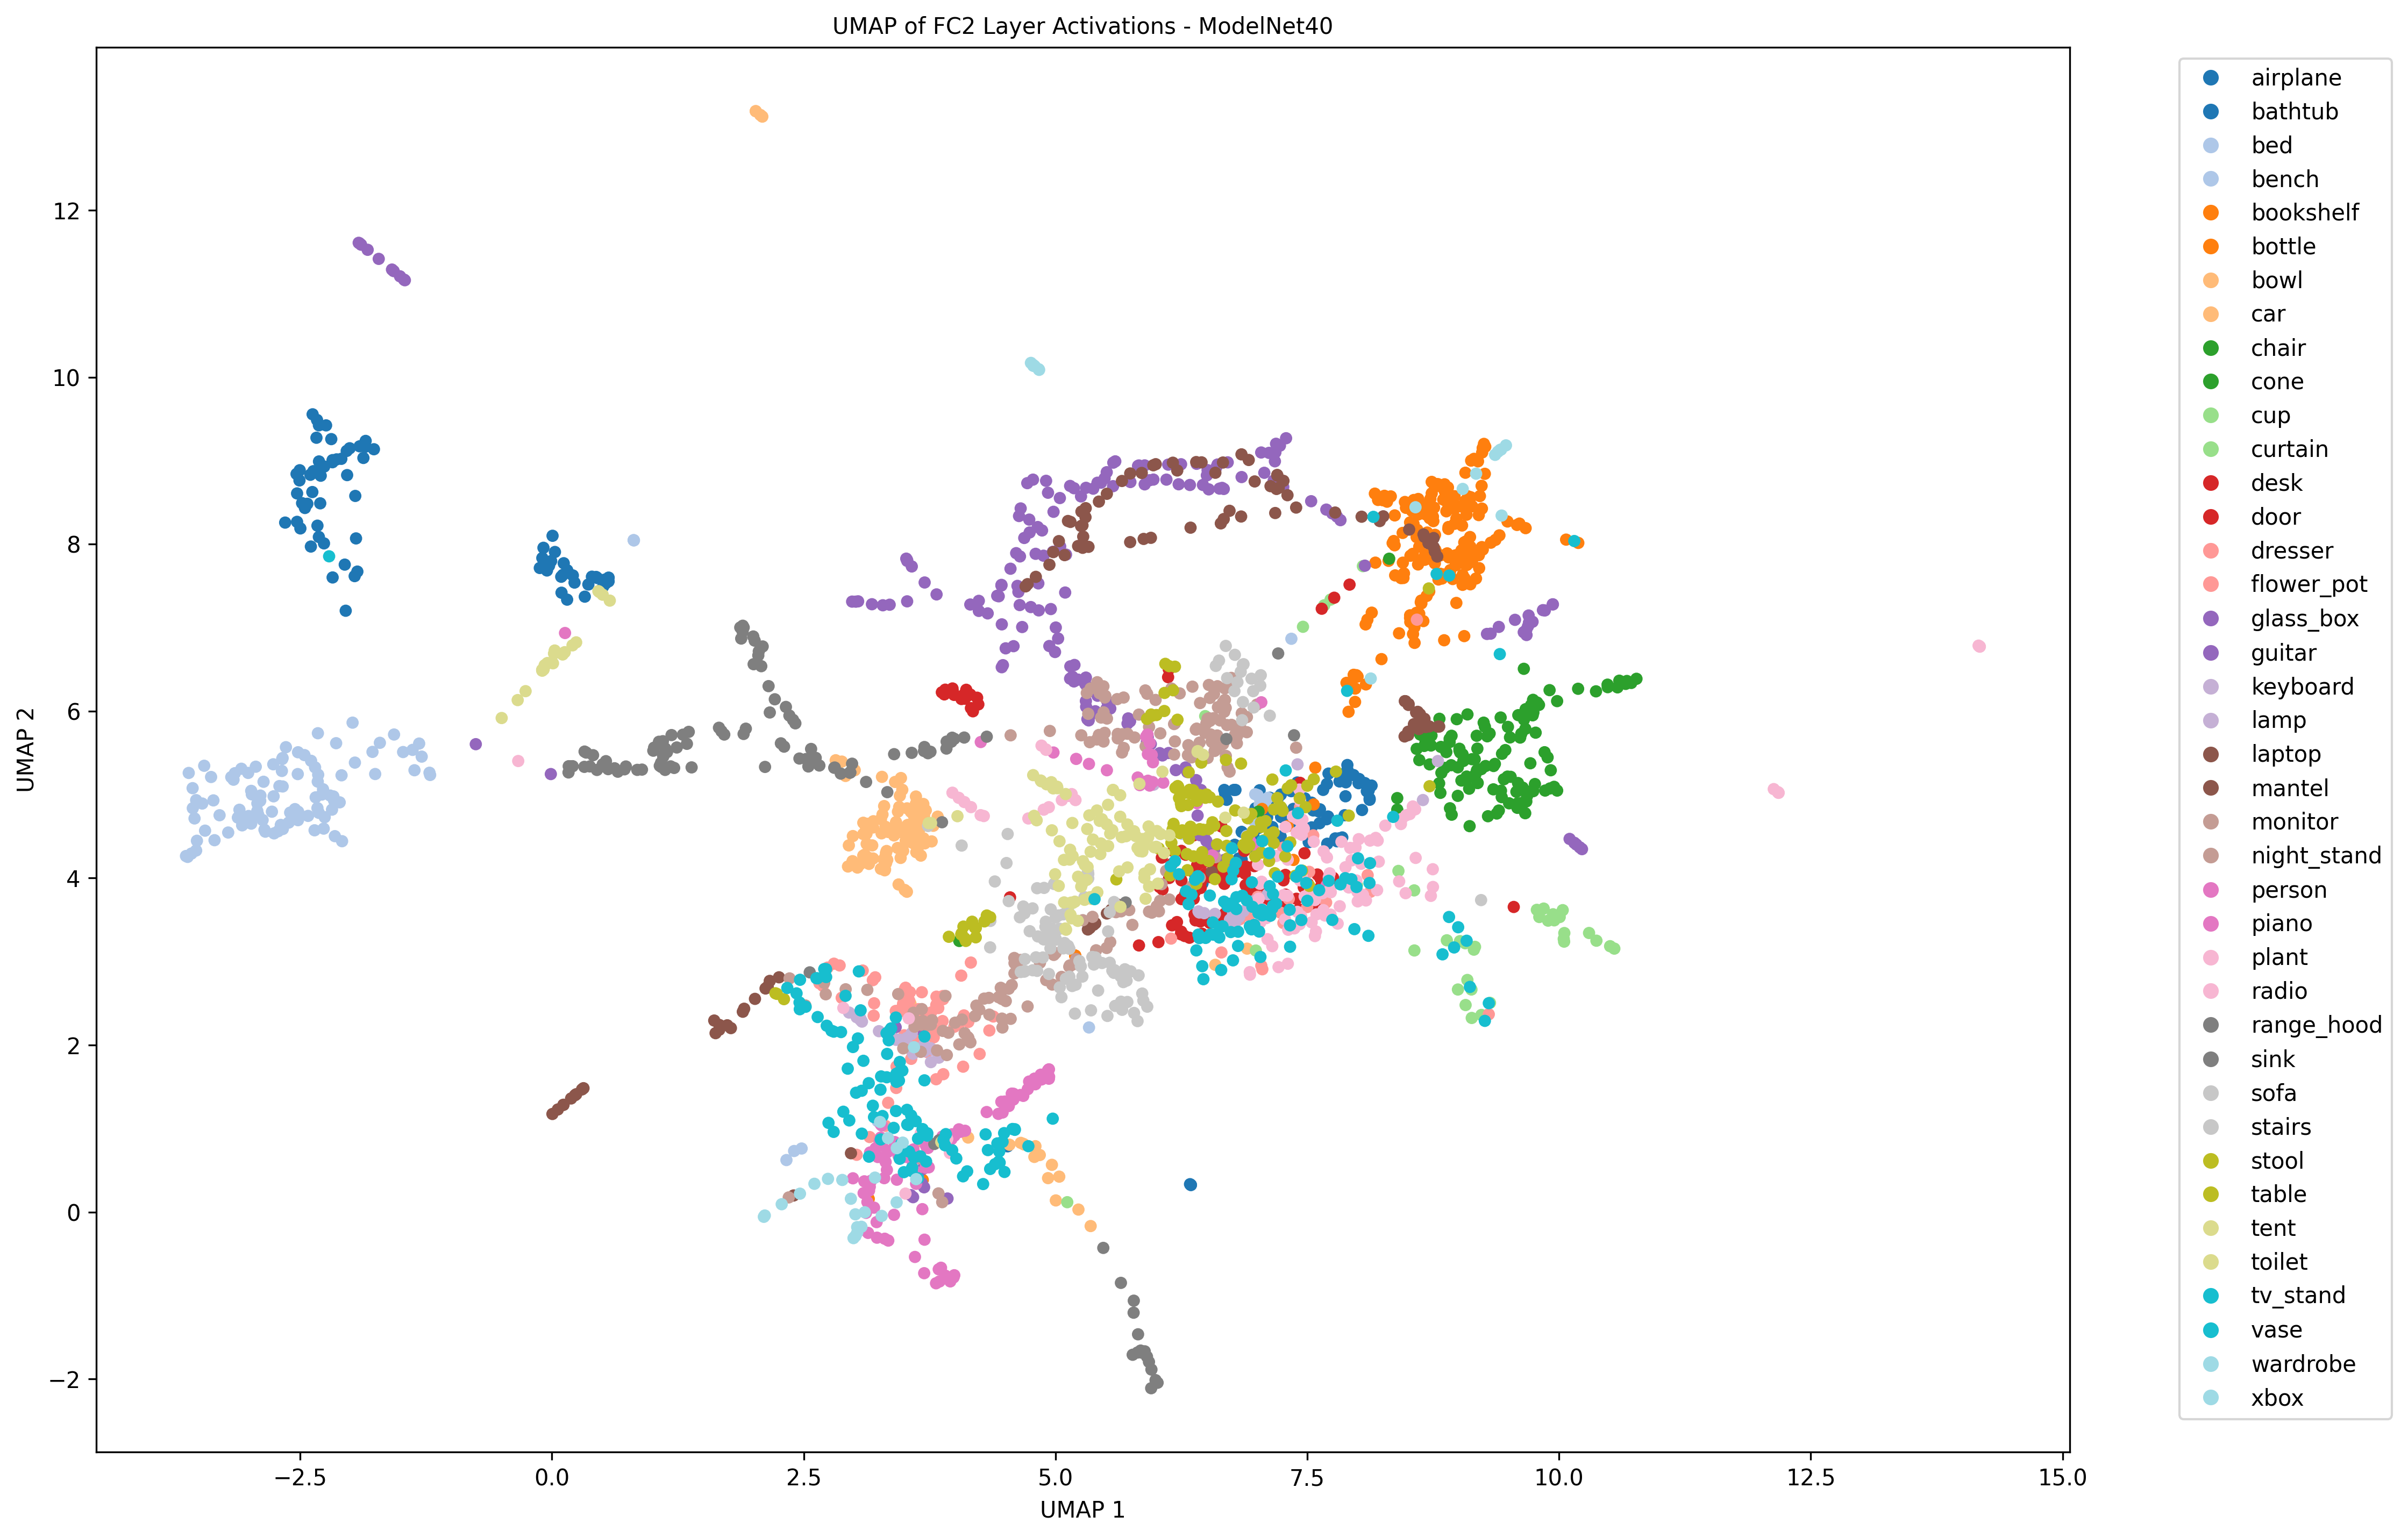 UMAP of FC2 Layer Activations - ModelNet40
12
10
8
6
4
2
0
−2
UMAP 2
−2.5
0.0
2.5
5.0
7.5
10.0
12.5
15.0
UMAP 1
airplane
bathtub
bed
bench
bookshelf
bottle
bowl
car
chair
cone
cup
curtain
desk
door
dresser
flower_pot
glass_box
guitar
keyboard
lamp
laptop
mantel
monitor
night_stand
person
piano
plant
radio
range_hood
sink
sofa
stairs
stool
table
tent
toilet
tv_stand
vase
wardrobe
xbox